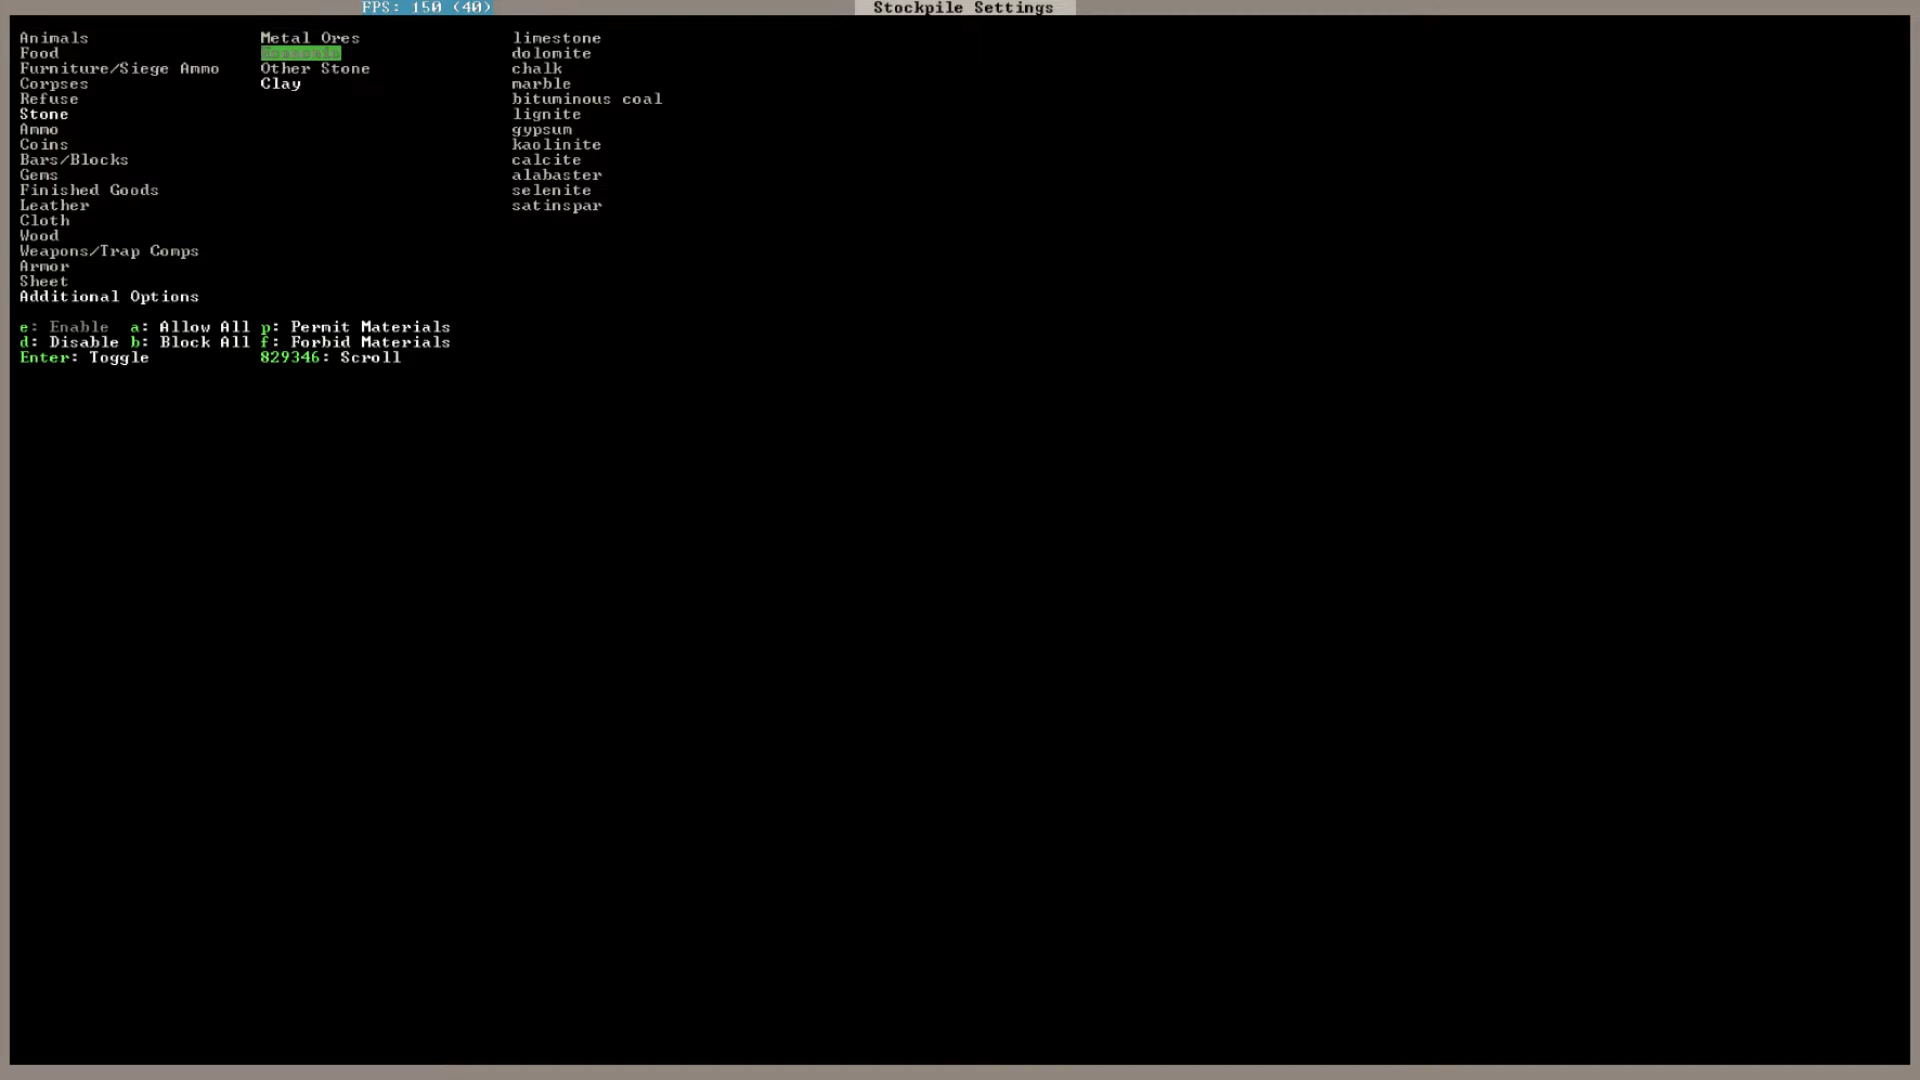 FPS: 150 (40)
Stockpile Settings
Animals
Food
Furniture/Siege Ammo
Corpses
Refuse
Stone
Ammo
Coins
Bars/Blocks
Gems
Finished Goods
Leather
Cloth
Wood
Weapons/Trap Comps
Armor
Sheet
Additional Options
Metal Ores
Other Stone
Clay
limestone
dolomite
chalk
marble
bituminous coal
lignite
gypsum
kaolinite
calcite
alabaster
selenite
satinspar
e: Enable a: Allow All p: Permit Materials
d: Disable b: Block All f: Forbid Materials
Enter: Toggle 829346: Scroll